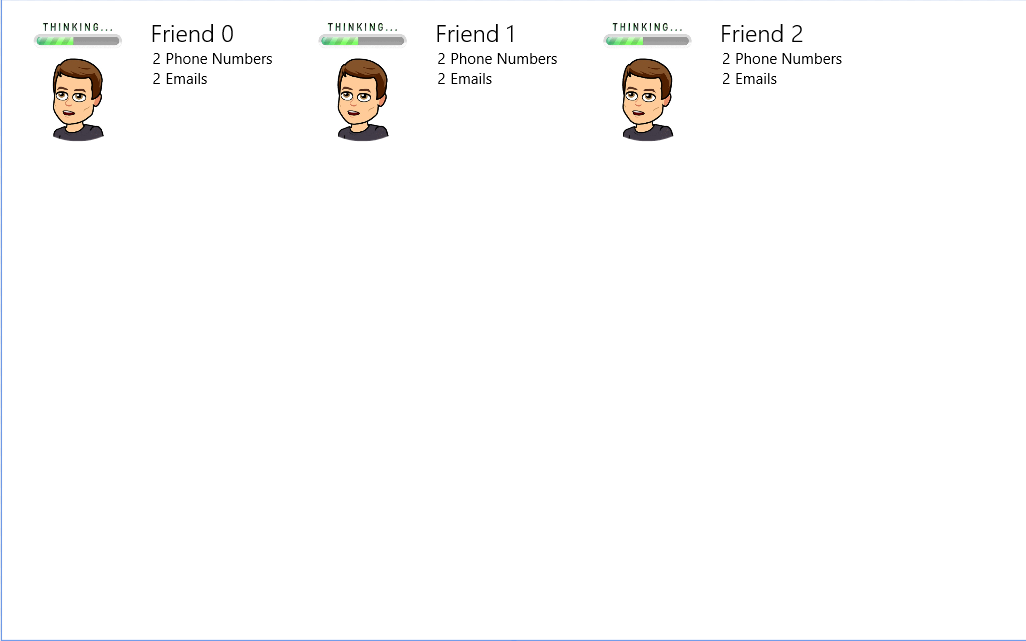 THINKING...
Friend 0
2 Phone Numbers
2 Emails
THINKING...
Friend 1
2 Phone Numbers
2 Emails
THINKING...
Friend 2
2 Phone Numbers
2 Emails